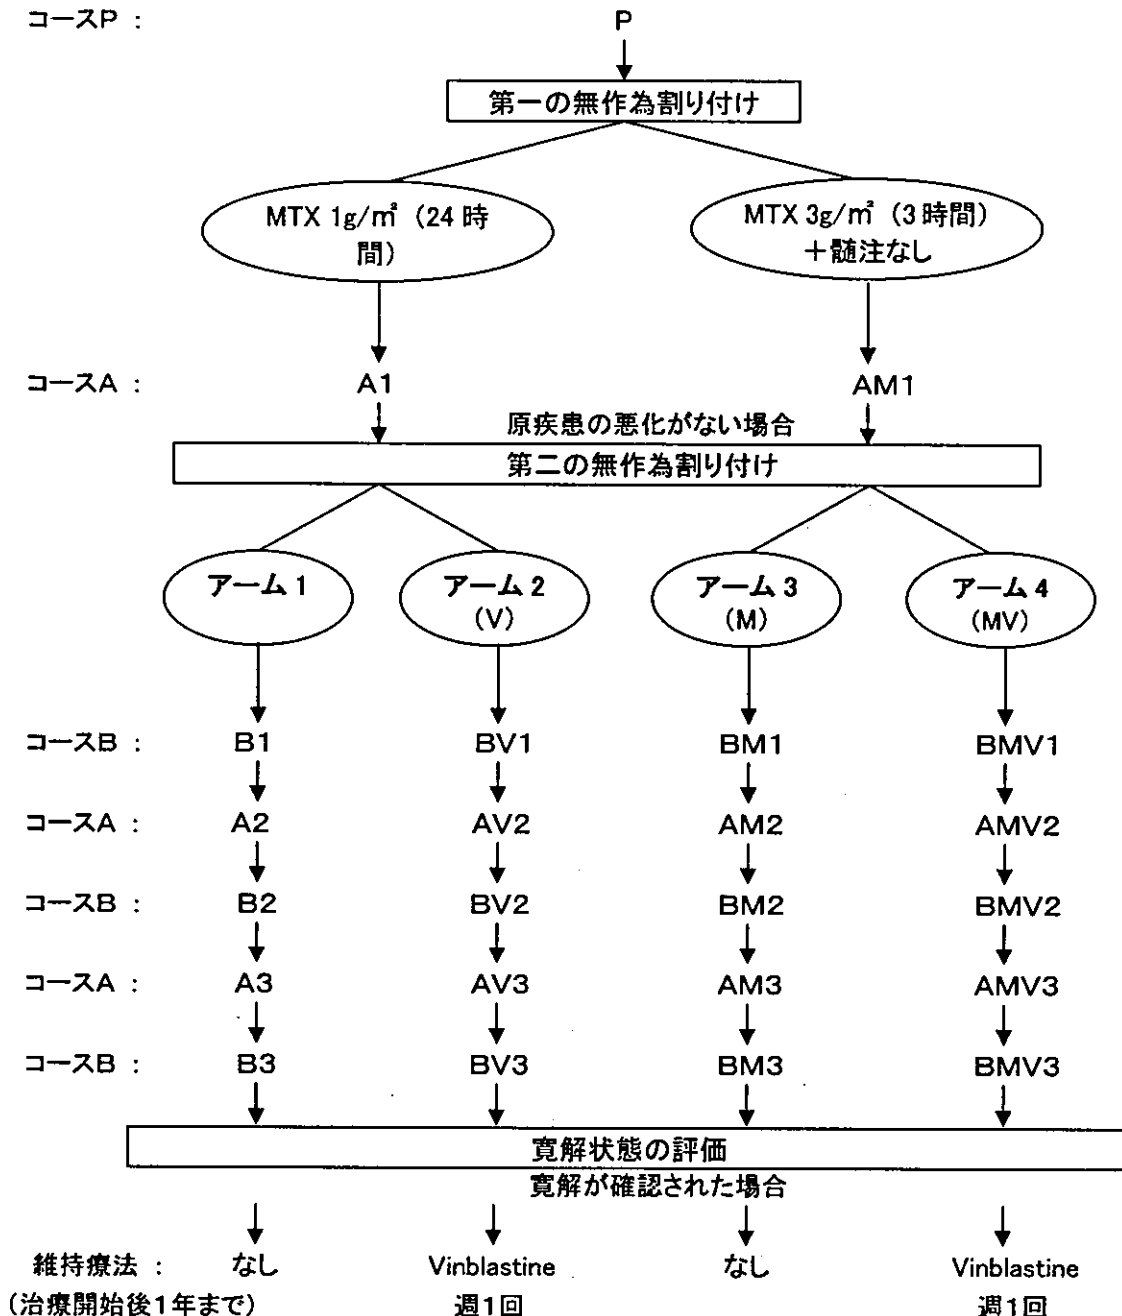 コースP： P
第一の無作為割り付け
MTX 1g/㎡（24時
間）
MTX 3g/㎡（3時間）
＋髄注なし
コースA： A1 AM1
原疾患の悪化がない場合
第二の無作為割り付け
アーム1
アーム2
(V)
アーム3
(M)
アーム4
(MV)
コースB： B1 BV1 BM1 BMV1
コースA： A2 AV2 AM2 AMV2
コースB： B2 BV2 BM2 BMV2
コースA： A3 AV3 AM3 AMV3
コースB： B3 BV3 BM3 BMV3
寛解状態の評価
寛解が確認された場合
維持療法： なし Vinblastine なし Vinblastine
(治療開始後1年まで) 週1回 週1回